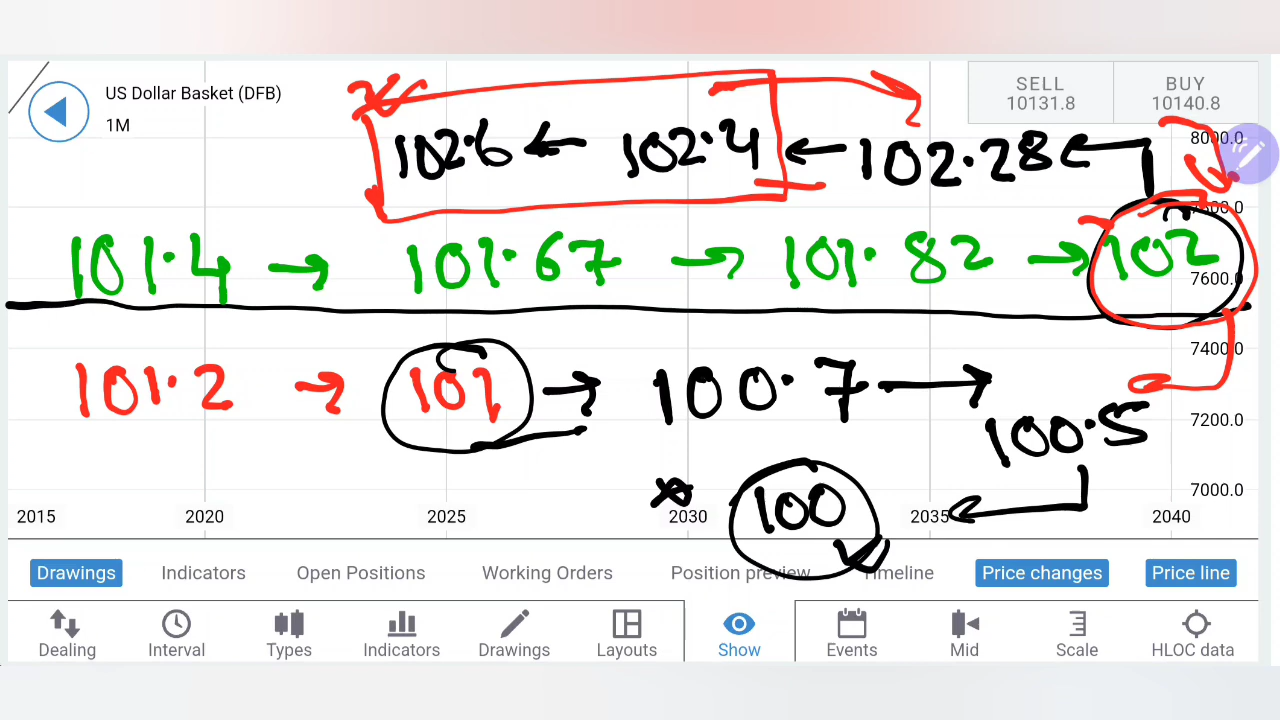 US Dollar Basket (DFB)
1M
SELL BUY
10131.8 10140.8
8000.0
102.6 ← 102.4 ← 102.28
7800.0
101.4 → 101.67 → 101.82 → 102
7600.0
7400.0
101.2 → 101 → 100.7 →
7200.0
100.5
100
7000.0
2015 2020 2025 2030 2035 2040
Drawings Indicators Open Positions Working Orders Position preview Timeline Price changes Price line
Dealing Interval Types Indicators Drawings Layouts Show Events Mid Scale HLOC data